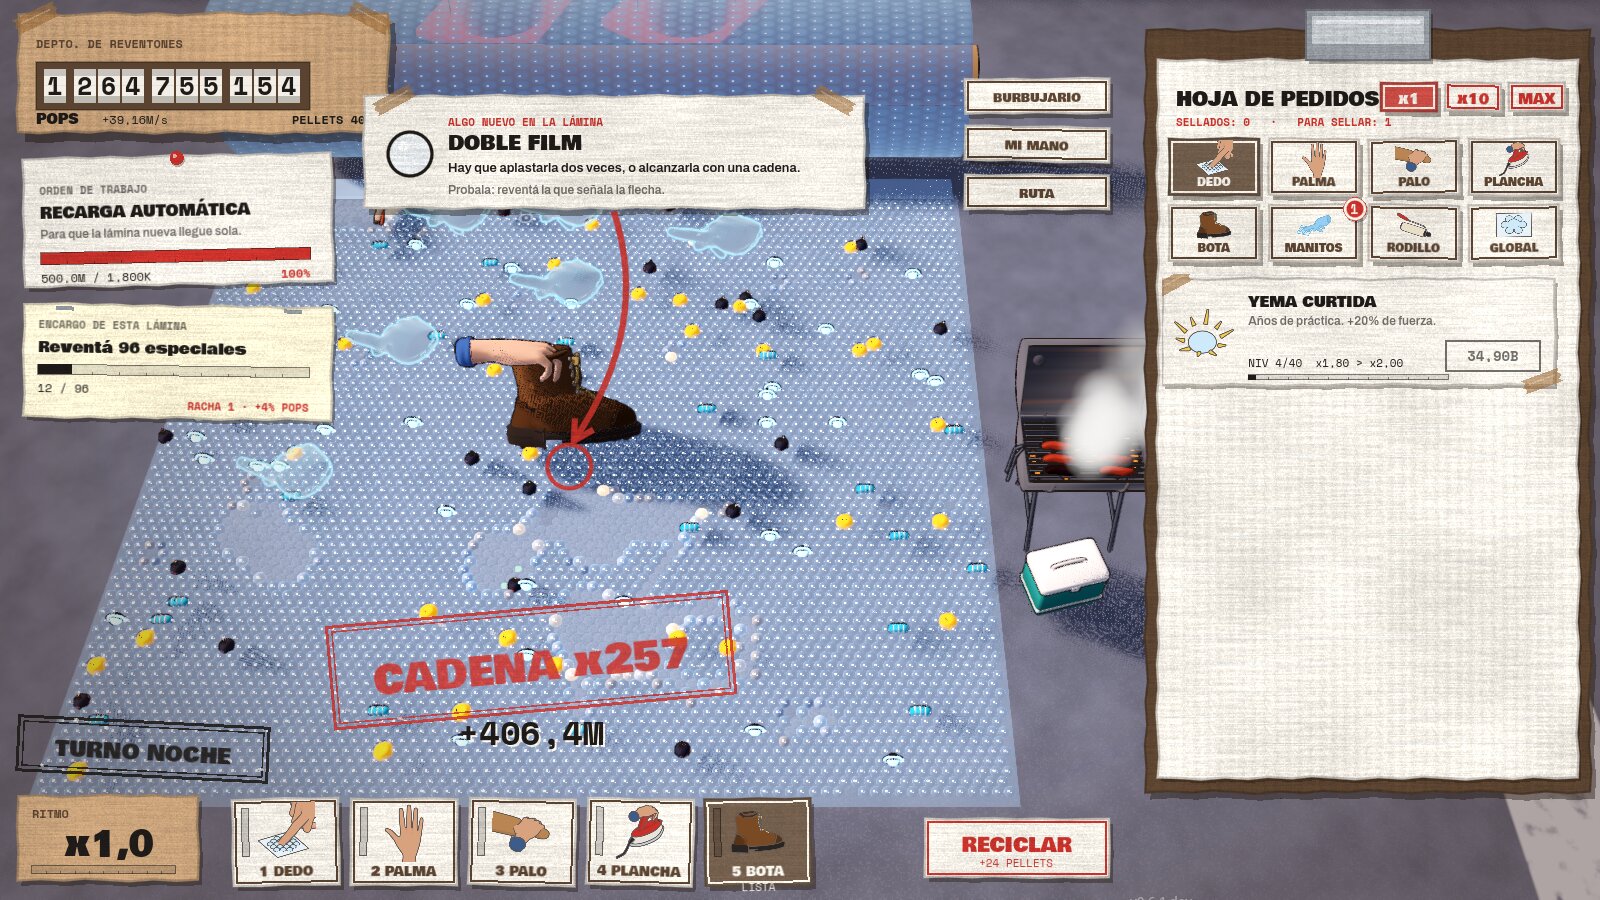 DEPTO. DE REVENTONES
1 264 755 154
POPS +39,16M/s PELLETS 40
ORDEN DE TRABAJO
RECARGA AUTOMÁTICA
Para que la lámina nueva llegue sola.
500.0M / 1.800K 100%
ENCARGO DE ESTA LÁMINA
Reventá 96 especiales
12 / 96
RACHA 1 · +4% POPS
ALGO NUEVO EN LA LÁMINA
DOBLE FILM
Hay que aplastarla dos veces, o alcanzarla con una cadena.
Probala: reventá la que señala la flecha.
BURBUJARIO
MI MANO
RUTA
HOJA DE PEDIDOS
x1 x10 MAX
SELLADOS: 0 · PARA SELLAR: 1
DEDO PALMA PALO PLANCHA
1
BOTA MANITOS RODILLO GLOBAL
YEMA CURTIDA
Años de práctica. +20% de fuerza.
NIV 4/40 x1,80 > x2,00
34.90B
CADENA x257
+406,4M
TURNO NOCHE
RITMO
x1,0
1 DEDO 2 PALMA 3 PALO 4 PLANCHA 5 BOTA
LISTA
RECICLAR
+24 PELLETS